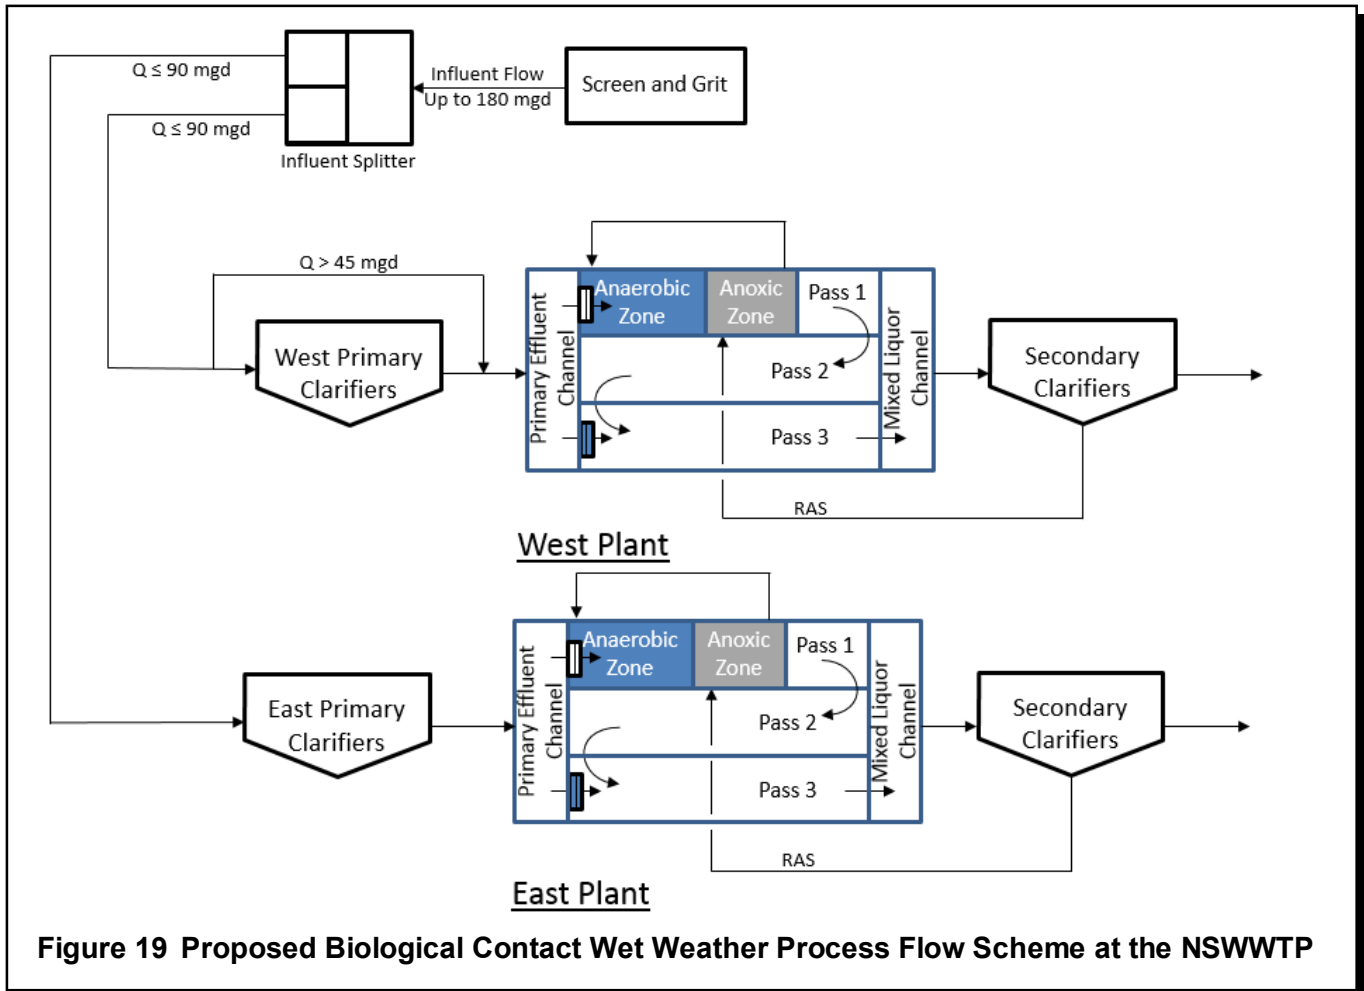 Q ≤ 90 mgd
Q ≤ 90 mgd
Influent Splitter
Influent Flow
Up to 180 mgd
Screen and Grit
Q > 45 mgd
West Primary
Clarifiers
Primary Effluent
Channel
Anaerobic
Zone
Anoxic
Zone
Pass 1
Pass 2
Pass 3
Mixed Liquor
Channel
Secondary
Clarifiers
RAS
West Plant
East Primary
Clarifiers
Primary Effluent
Channel
Anaerobic
Zone
Anoxic
Zone
Pass 1
Pass 2
Pass 3
Mixed Liquor
Channel
Secondary
Clarifiers
RAS
East Plant
Figure 19 Proposed Biological Contact Wet Weather Process Flow Scheme at the NSWWTP